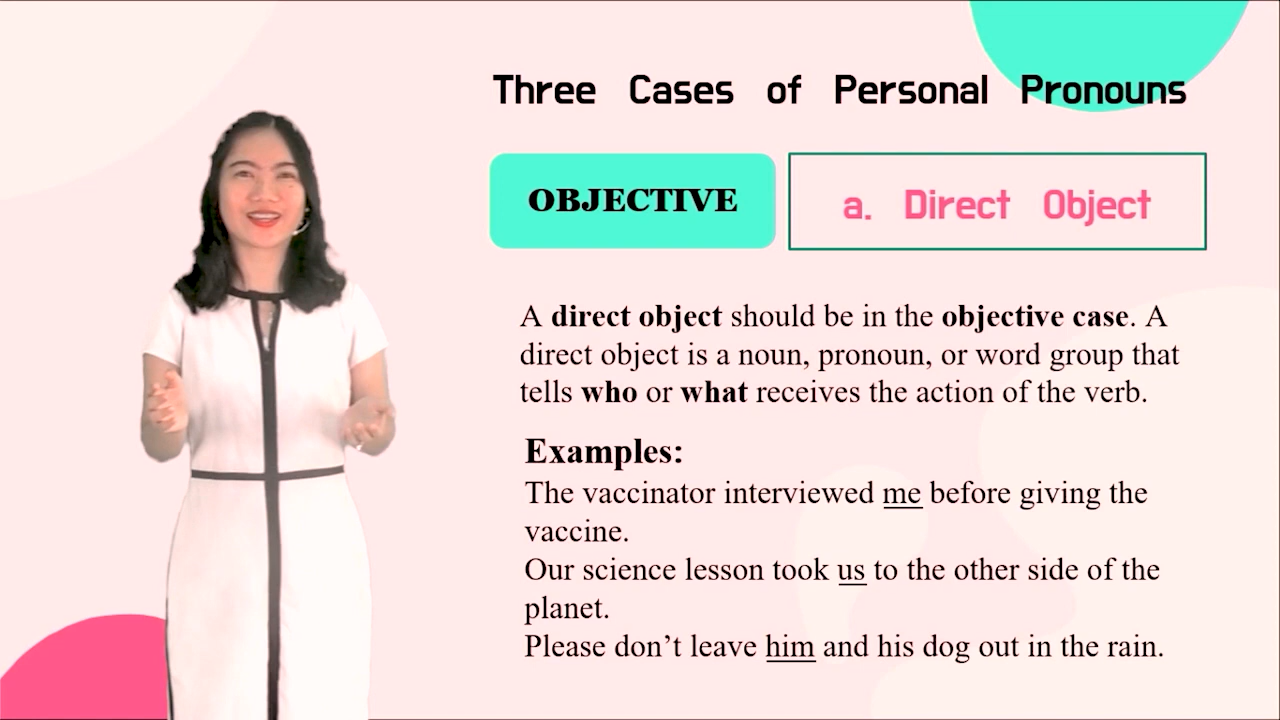 Three Cases of Personal Pronouns
OBJECTIVE
a. Direct Object
A direct object should be in the objective case. A
direct object is a noun, pronoun, or word group that
tells who or what receives the action of the verb.
Examples:
The vaccinator interviewed me before giving the
vaccine.
Our science lesson took us to the other side of the
planet.
Please don’t leave him and his dog out in the rain.